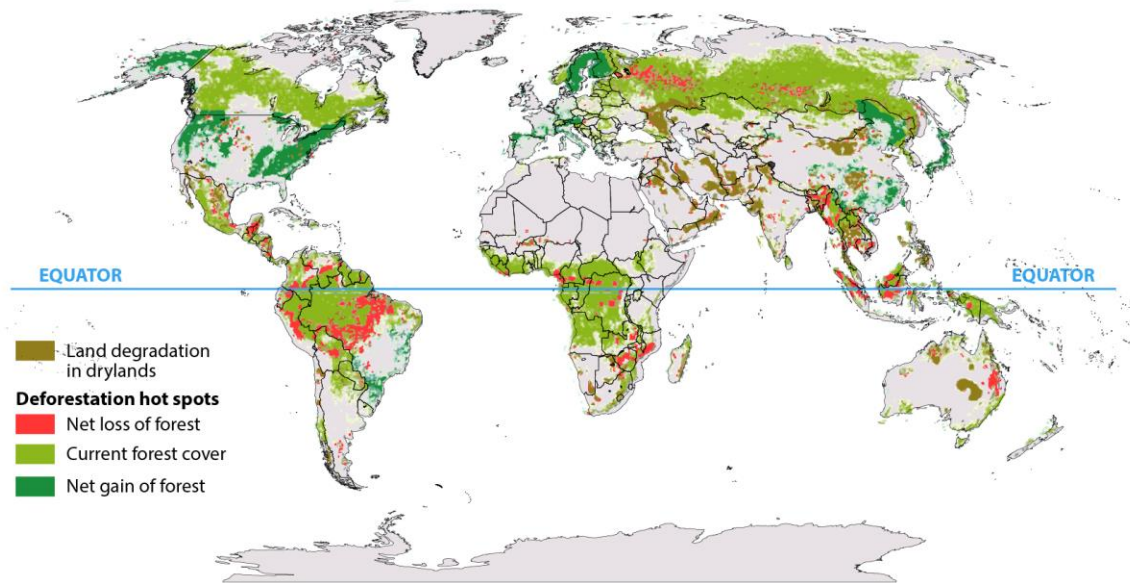 EQUATOR
EQUATOR
Land degradation
in drylands
Deforestation hot spots
Net loss of forest
Current forest cover
Net gain of forest